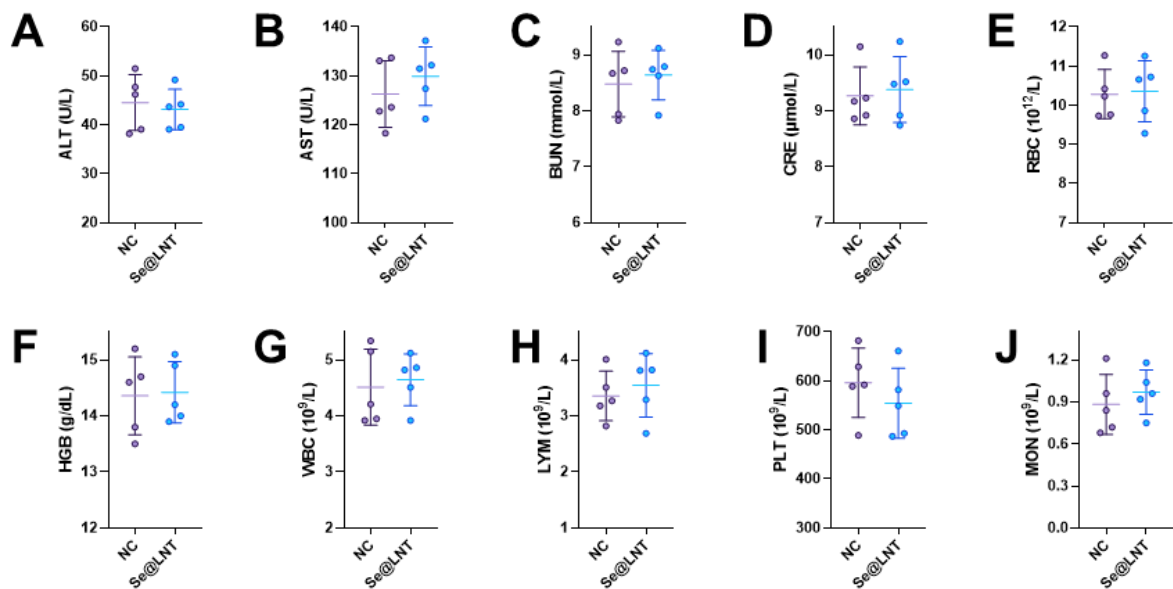 A
ALT (U/L)
60
50
40
30
20
NC
Se@LNT
B
AST (U/L)
140
130
120
110
100
NC
Se@LNT
C
BUN (mmol/L)
9
8
7
6
NC
Se@LNT
D
CRE (μmol/L)
10
9
8
7
NC
Se@LNT
E
RBC (10¹²/L)
12
11
10
9
8
7
NC
Se@LNT
F
HGB (g/dL)
15
14
13
12
NC
Se@LNT
G
WBC (10⁹/L)
5
4
3
2
NC
Se@LNT
H
LYM (10⁹/L)
4
3
2
1
NC
Se@LNT
I
PLT (10⁹/L)
700
600
500
400
300
NC
Se@LNT
J
MON (10⁹/L)
1.2
0.9
0.6
0.3
0.0
NC
Se@LNT